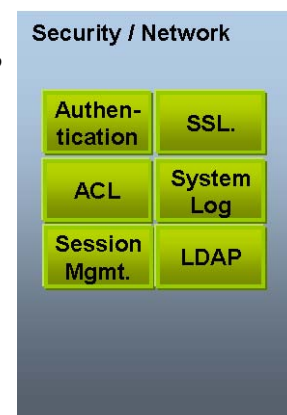 Security / Network
Authen-
tication
SSL.
ACL
System
Log
Session
Mgmt.
LDAP